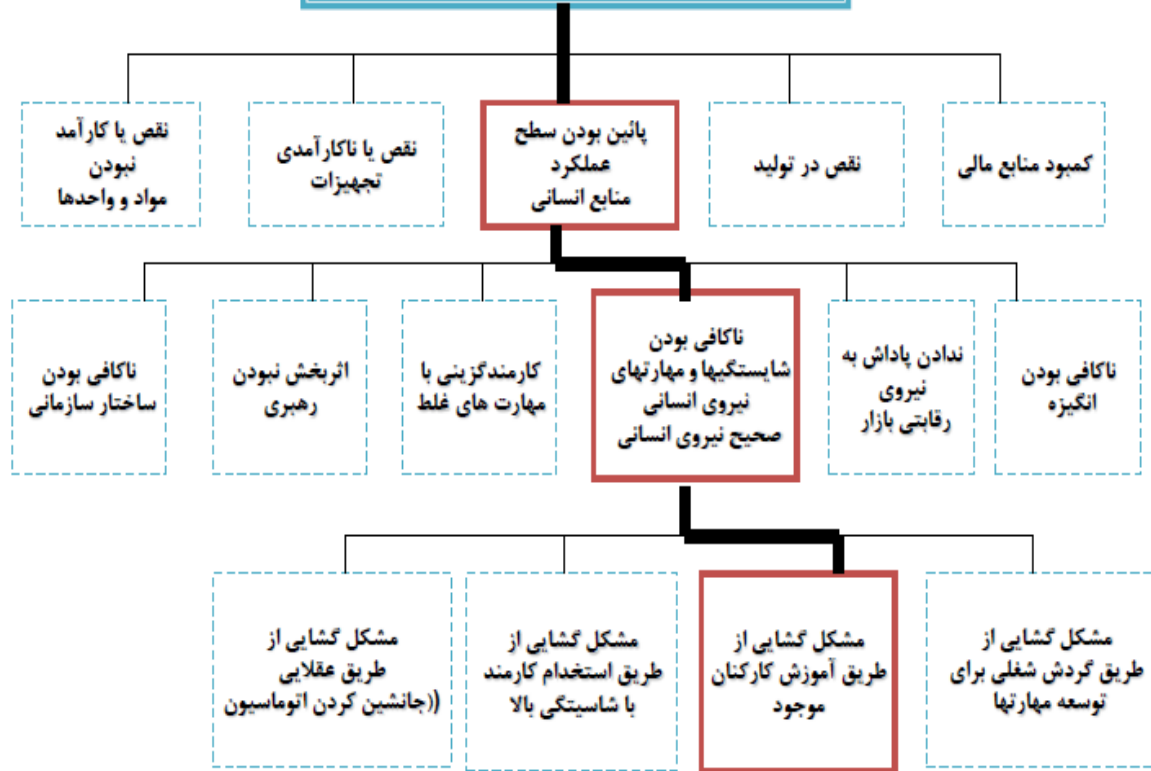 کمبود منابع مالی
نقص در تولید
پائین بودن سطح
عملکرد
منابع انسانی
نقص یا ناکارآمدی
تجهیزات
نقص یا کارآمد
نبودن
مواد و واحدها
ناکافی بودن
انگیزه
ندادن پاداش به
نیروی
رقابتی بازار
ناکافی بودن
شایستگیها و مهارتهای
نیروی انسانی
صحیح نیروی انسانی
کارمندگزینی با
مهارت های غلط
اثربخش نبودن
رهبری
ناکافی بودن
ساختار سازمانی
مشکل گشایی از
طریق گردش شغلی برای
توسعه مهارتها
مشکل گشایی از
طریق آموزش کارکنان
موجود
مشکل گشایی از
طریق استخدام کارمند
با شاسیتگی بالا
مشکل گشایی از
طریق عقلایی
((جانشین کردن اتوماسیون